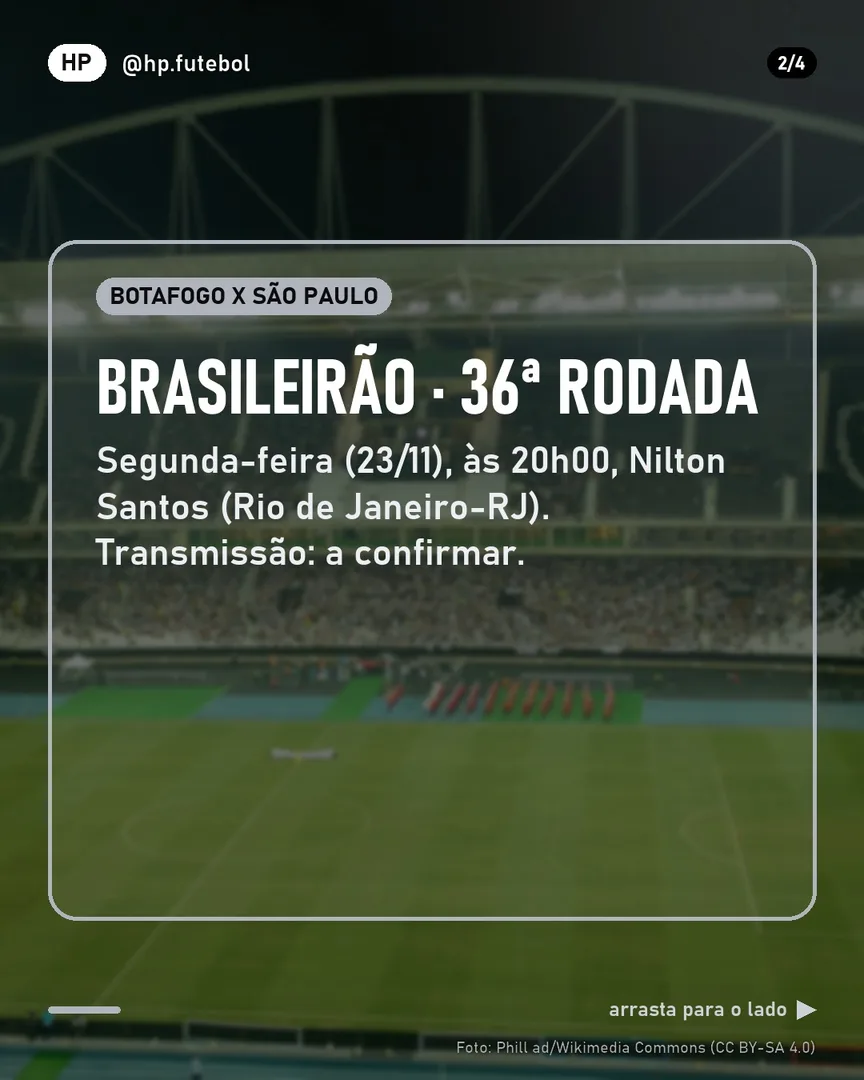 HP @hp.futebol 2/4
BOTAFOGO X SÃO PAULO
BRASILEIRÃO · 36ª RODADA
Segunda-feira (23/11), às 20h00, Nilton
Santos (Rio de Janeiro-RJ).
Transmissão: a confirmar.
arrasta para o lado ▶
Foto: Phill ad/Wikimedia Commons (CC BY-SA 4.0)